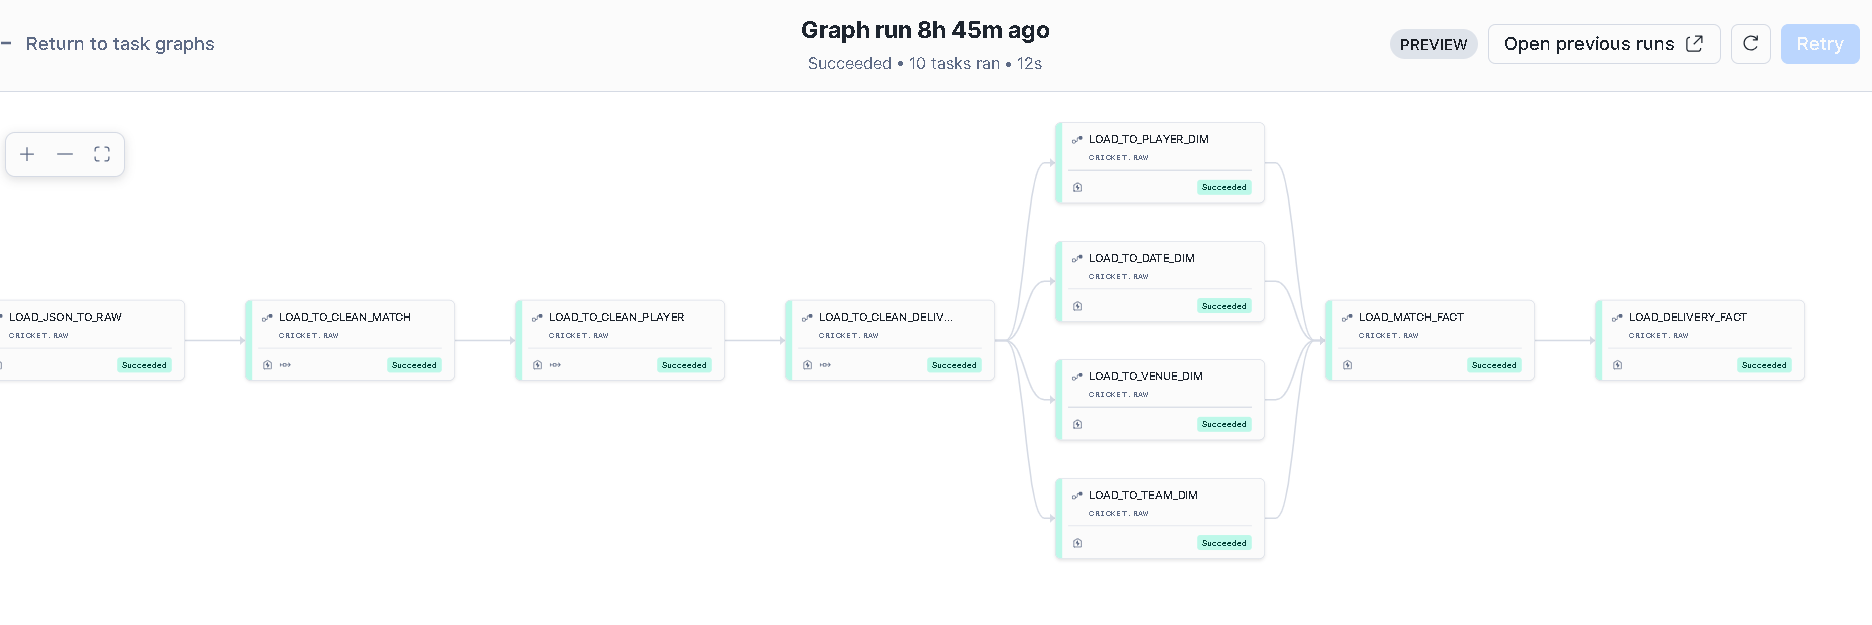 Return to task graphs
Graph run 8h 45m ago
Succeeded • 10 tasks ran • 12s
PREVIEW
Open previous runs
Retry
LOAD_JSON_TO_RAW
CRICKET.RAW
Succeeded
LOAD_TO_CLEAN_MATCH
CRICKET.RAW
Succeeded
LOAD_TO_CLEAN_PLAYER
CRICKET.RAW
Succeeded
LOAD_TO_CLEAN_DELIV...
CRICKET.RAW
Succeeded
LOAD_TO_PLAYER_DIM
CRICKET.RAW
Succeeded
LOAD_TO_DATE_DIM
CRICKET.RAW
Succeeded
LOAD_TO_VENUE_DIM
CRICKET.RAW
Succeeded
LOAD_TO_TEAM_DIM
CRICKET.RAW
Succeeded
LOAD_MATCH_FACT
CRICKET.RAW
Succeeded
LOAD_DELIVERY_FACT
CRICKET.RAW
Succeeded